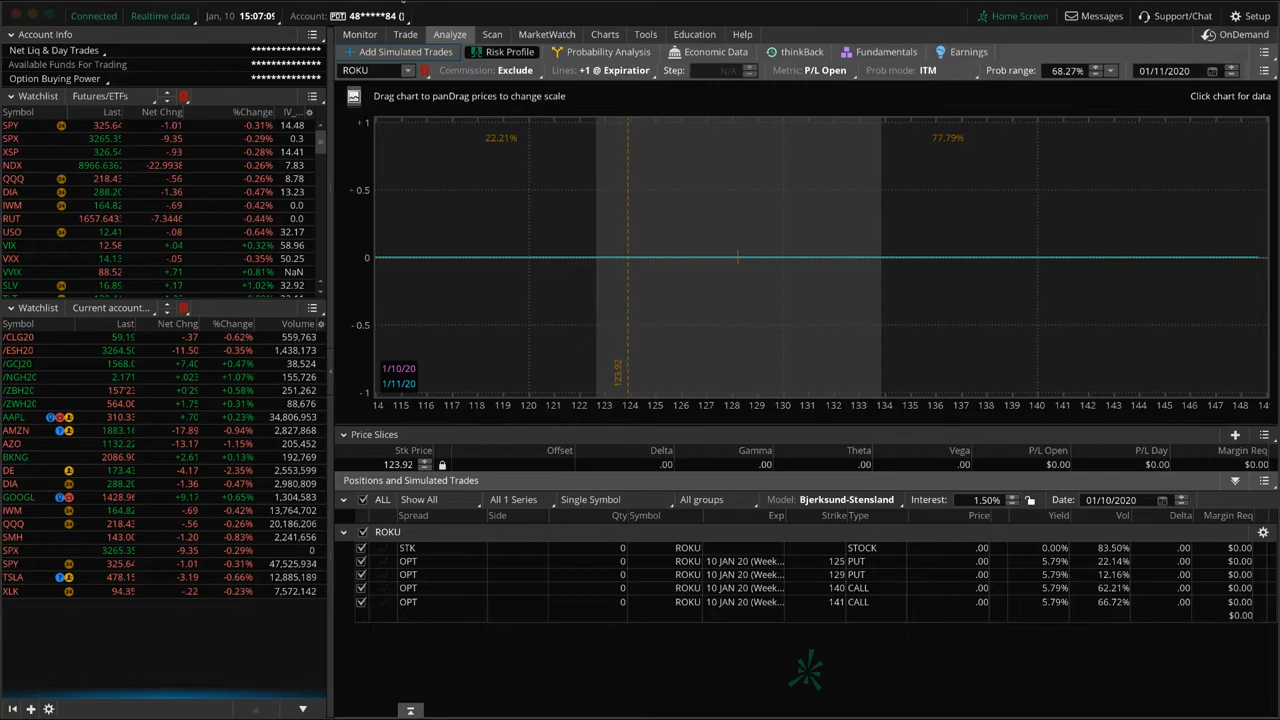 Connected Realtime data Jan, 10 15:07:09 Account: PDT 48*****84 ()
Home Screen Messages Support/Chat Setup
Account Info
Net Liq & Day Trades **************
Available Funds For Trading **************
Option Buying Power **************
Monitor Trade Analyze Scan MarketWatch Charts Tools Education Help OnDemand
Add Simulated Trades Risk Profile Probability Analysis Economic Data thinkBack Fundamentals Earnings
ROKU Commission: Exclude Lines: +1 @ Expiration Step: N/A Metric: P/L Open Prob mode: ITM Prob range: 68.27% 01/11/2020
Watchlist Futures/ETFs
Symbol Last Net Chng %Change IV_...
SPY 325.64 -1.01 -0.31% 14.48
SPX 3265.35 -9.35 -0.29% 0.3
XSP 326.54 -.93 -0.28% 14.41
NDX 8966.6362 -22.9938 -0.26% 7.83
QQQ 218.43 -.56 -0.26% 8.78
DIA 288.20 -1.36 -0.47% 13.23
IWM 164.82 -.69 -0.42% 0.0
RUT 1657.6433 -7.3446 -0.44% 0.0
USO 12.41 -.08 -0.64% 32.17
VIX 12.58 +.04 +0.32% 58.96
VXX 14.13 -.05 -0.35% 0.25
VVIX 88.52 +.71 +0.81% NaN
SLV 16.89 +.17 +1.02% 32.92
Watchlist Current account...
Symbol Last Net Chng %Change Volume
/CLG20 59.19 -.37 -0.62% 559,763
/ESH20 3264.50 -11.50 -0.35% 1,438,173
/GCJ20 1568.0 +7.40 +0.47% 38,524
/NGH20 2.171 +.023 +1.07% 155,726
/ZBH20 157'23 +0'29 +0.58% 251,262
/ZWH20 564.00 +1.75 +0.31% 88,676
AAPL 310.33 +.70 +0.23% 34,806,953
AMZN 1883.16 -17.89 -0.94% 2,827,868
AZO 1132.22 -13.17 -1.15% 205,452
BKNG 2086.90 +2.61 +0.13% 192,769
DE 173.43 -4.17 -2.35% 2,553,599
DIA 288.20 -1.36 -0.47% 2,980,809
GOOGL 1428.96 +9.17 +0.65% 1,304,583
IWM 164.82 -.69 -0.42% 13,764,702
QQQ 218.43 -.56 -0.26% 20,186,206
SMH 143.00 -1.20 -0.83% 2,241,656
SPX 3265.35 -9.35 -0.29% 0
SPY 325.64 -1.01 -0.31% 47,525,934
TSLA 478.15 -3.19 -0.66% 12,885,189
XLK 94.35 -.22 -0.23% 7,572,142
Drag chart to panDrag prices to change scale Click chart for data
+ 1
22.21% 77.79%
+ 0.5
0
- 0.5
- 1
123.92
1/10/20
1/11/20
14 115 116 117 118 119 120 121 122 123 124 125 126 127 128 129 130 131 132 133 134 135 136 137 138 139 140 141 142 143 144 145 146 147 148 14
Price Slices
Stk Price Offset Delta Gamma Theta Vega P/L Open P/L Day Margin Req
123.92 .00 .00 .00 .00 $0.00 $0.00 $0.00
Positions and Simulated Trades
ALL Show All All 1 Series Single Symbol All groups Model: Bjerksund-Stensland Interest: 1.50% Date: 01/10/2020
Spread Side Qty Symbol Exp Strike Type Price Yield Vol Delta Margin Req
ROKU
STK 0 ROKU STOCK .00 0.00% 83.50% .00 $0.00
OPT 0 ROKU 10 JAN 20 (Week... 125 PUT .00 5.79% 22.14% .00 $0.00
OPT 0 ROKU 10 JAN 20 (Week... 129 PUT .00 5.79% 12.16% .00 $0.00
OPT 0 ROKU 10 JAN 20 (Week... 140 CALL .00 5.79% 62.21% .00 $0.00
OPT 0 ROKU 10 JAN 20 (Week... 141 CALL .00 5.79% 66.72% .00 $0.00
$0.00